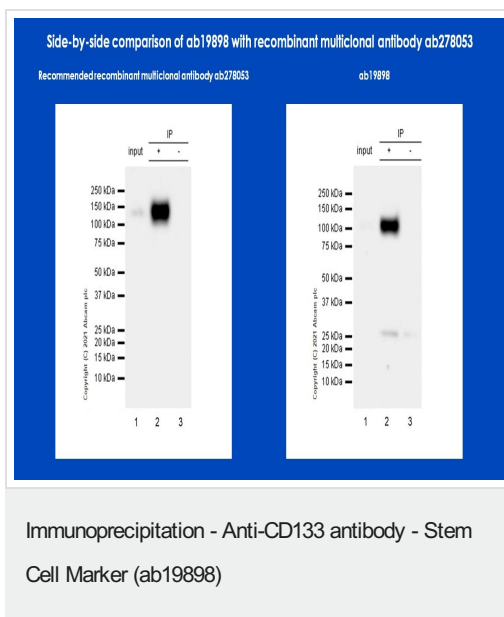 Side-by-side comparison of ab19898 with recombinant multiclonal antibody ab278053
Recommended recombinant multiclonal antibody ab278053
ab19898
IP
input + -
250 kDa
150 kDa
100 kDa
75 kDa
50 kDa
37 kDa
25 kDa
20 kDa
15 kDa
10 kDa
Copyright (C) 2021 Abcam plc
1 2 3
IP
input + -
250 kDa
150 kDa
100 kDa
75 kDa
50 kDa
37 kDa
25 kDa
20 kDa
15 kDa
10 kDa
Copyright (C) 2021 Abcam plc
1 2 3
Immunoprecipitation - Anti-CD133 antibody - Stem
Cell Marker (ab19898)